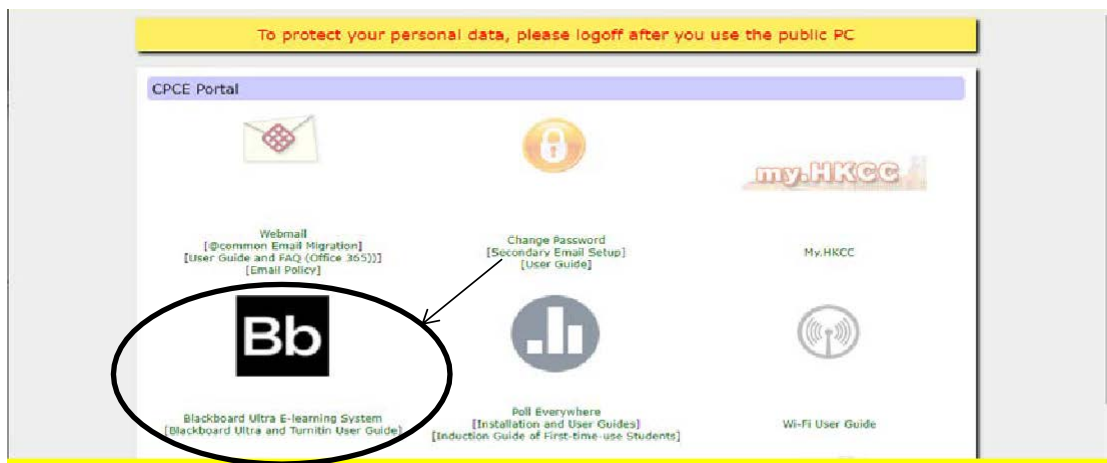 To protect your personal data, please logoff after you use the public PC
CPCE Portal
my.HKCC
Webmail
[@common Email Migration]
[User Guide and FAQ (Office 365))]
[Email Policy]
Change Password
[Secondary Email Setup]
[User Guide]
My.HKCC
Bb
Blackboard Ultra E-learning System
[Blackboard Ultra and Turnitin User Guide]
Poll Everywhere
[Installation and User Guides]
[Induction Guide of First-time-use Students]
Wi-Fi User Guide